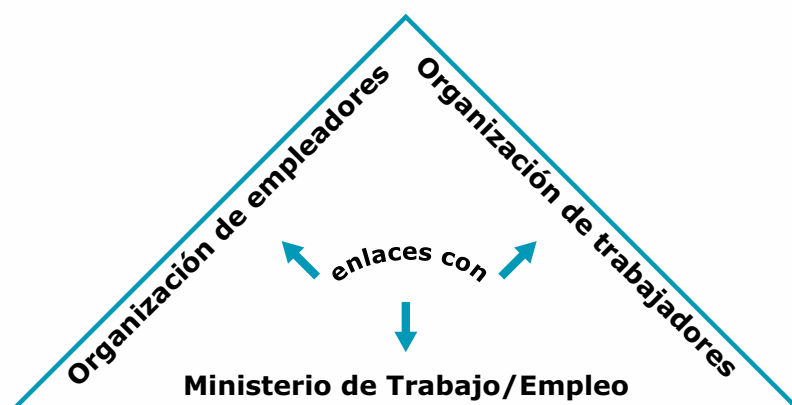 Organización de empleadores
Organización de trabajadores
enlaces con
Ministerio de Trabajo/Empleo